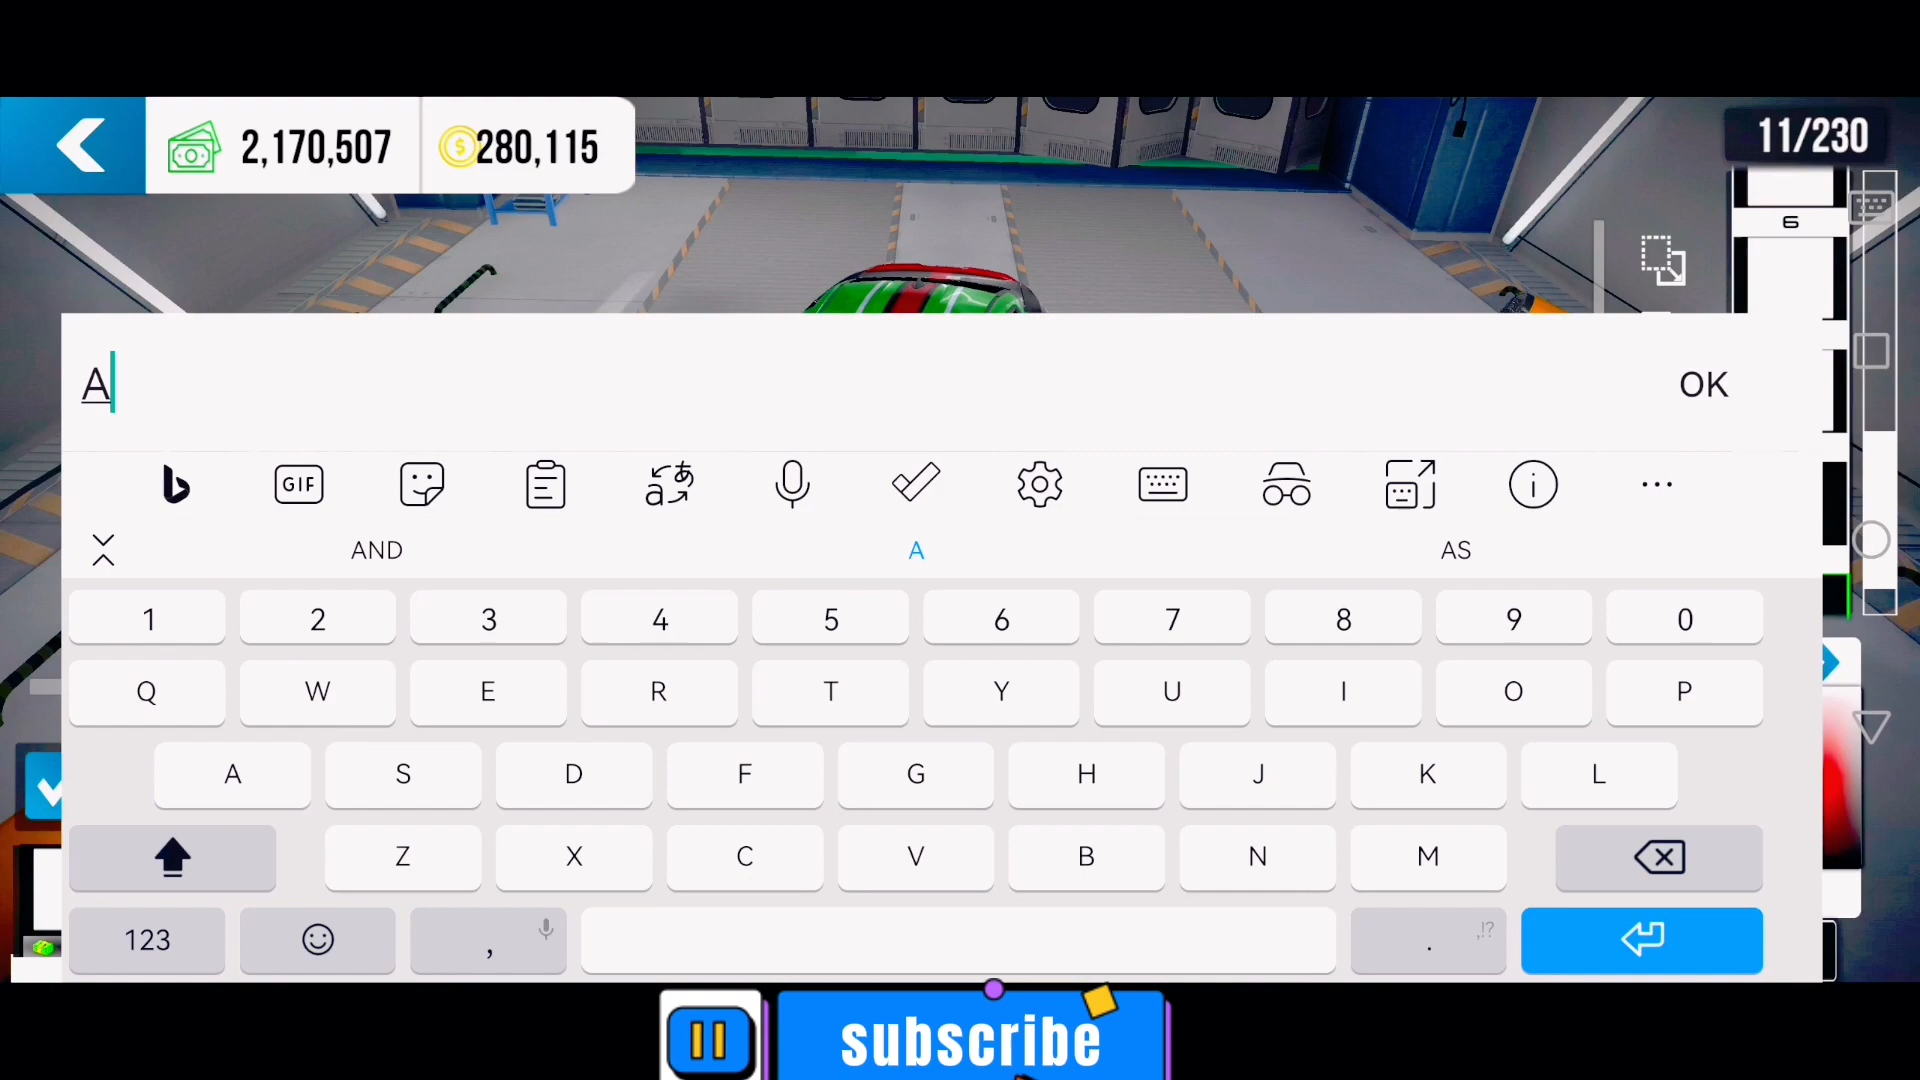 2,170,507
280,115
11/230
6
A
OK
GIF
AND
A
AS
1 2 3 4 5 6 7 8 9 0
Q W E R T Y U I O P
A S D F G H J K L
Z X C V B N M
123 , . ,!?
subscribe